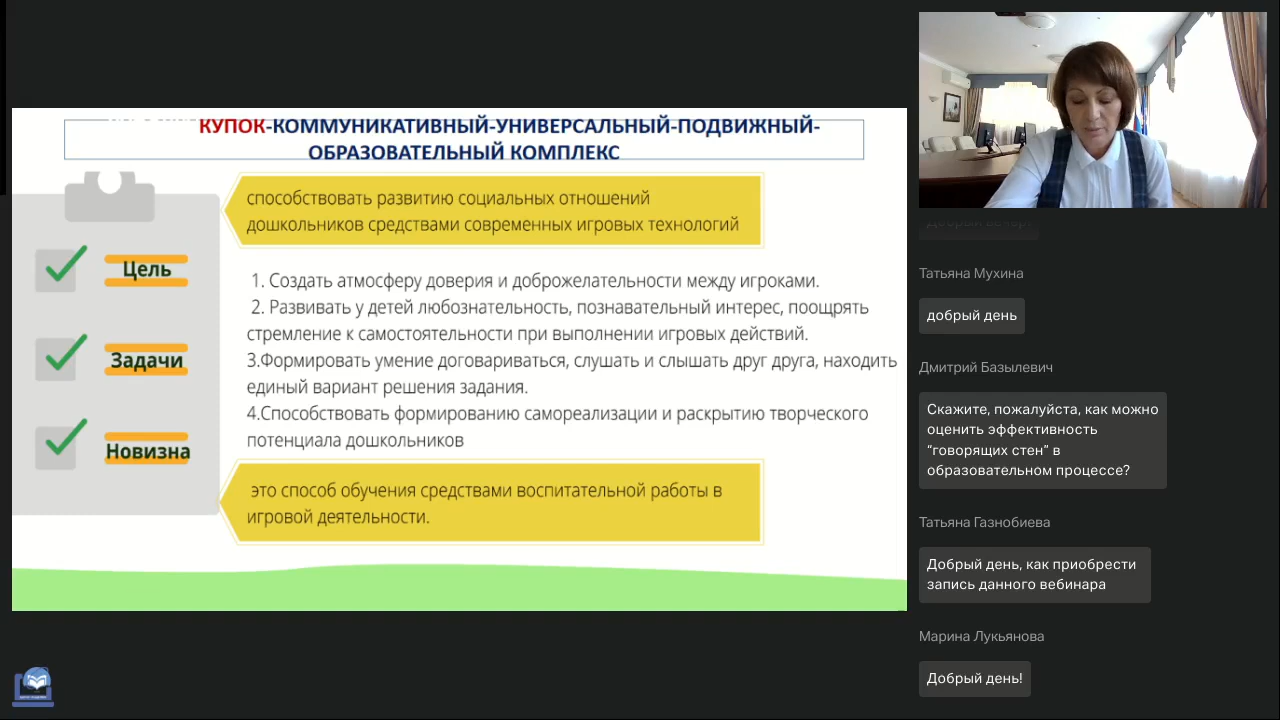 КУПОК-КОММУНИКАТИВНЫЙ-УНИВЕРСАЛЬНЫЙ-ПОДВИЖНЫЙ-
ОБРАЗОВАТЕЛЬНЫЙ КОМПЛЕКС
способствовать развитию социальных отношений
дошкольников средствами современных игровых технологий
Цель
1. Создать атмосферу доверия и доброжелательности между игроками.
2. Развивать у детей любознательность, познавательный интерес, поощрять
стремление к самостоятельности при выполнении игровых действий.
3.Формировать умение договариваться, слушать и слышать друг друга, находить
единый вариант решения задания.
4.Способствовать формированию самореализации и раскрытию творческого
потенциала дошкольников
Задачи
Новизна
это способ обучения средствами воспитательной работы в
игровой деятельности.
Добрый вечер!
Татьяна Мухина
добрый день
Дмитрий Базылевич
Скажите, пожалуйста, как можно
оценить эффективность
“говорящих стен” в
образовательном процессе?
Татьяна Газнобиева
Добрый день, как приобрести
запись данного вебинара
Марина Лукьянова
Добрый день!